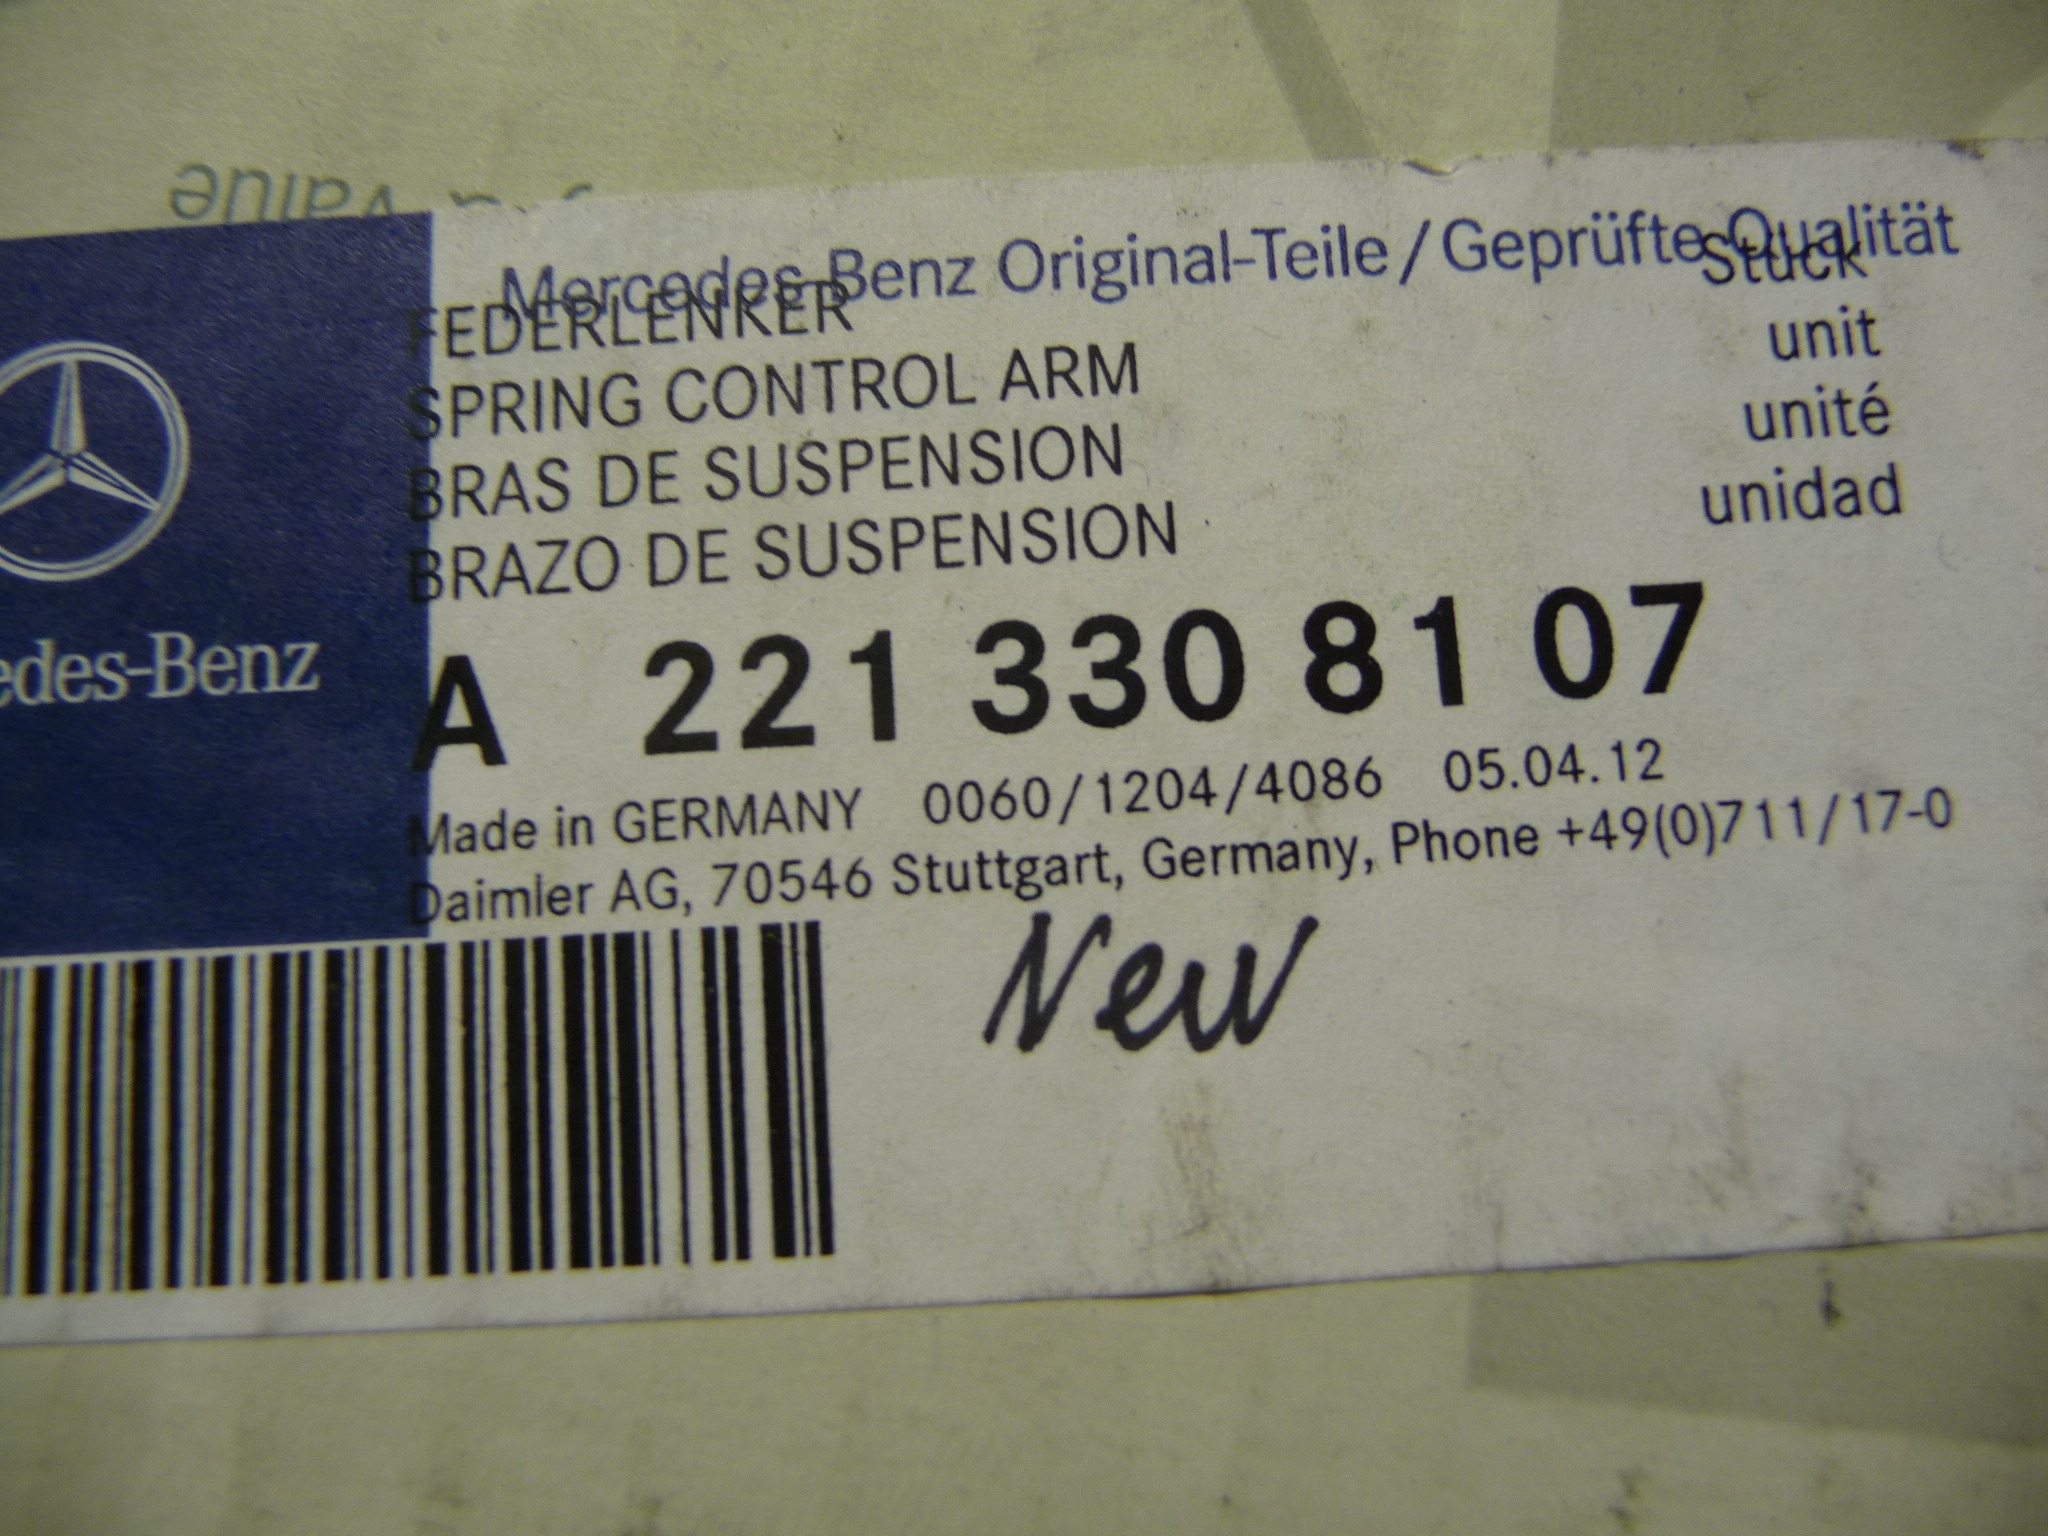 value
Mercedes-Benz Original-Teile/Geprüfte Qualität
FEDERLENKER Stück
SPRING CONTROL ARM unit
BRAS DE SUSPENSION unité
BRAZO DE SUSPENSION unidad
edes-Benz
A 221 330 81 07
Made in GERMANY 0060/1204/4086 05.04.12
Daimler AG, 70546 Stuttgart, Germany, Phone +49(0)711/17-0
New